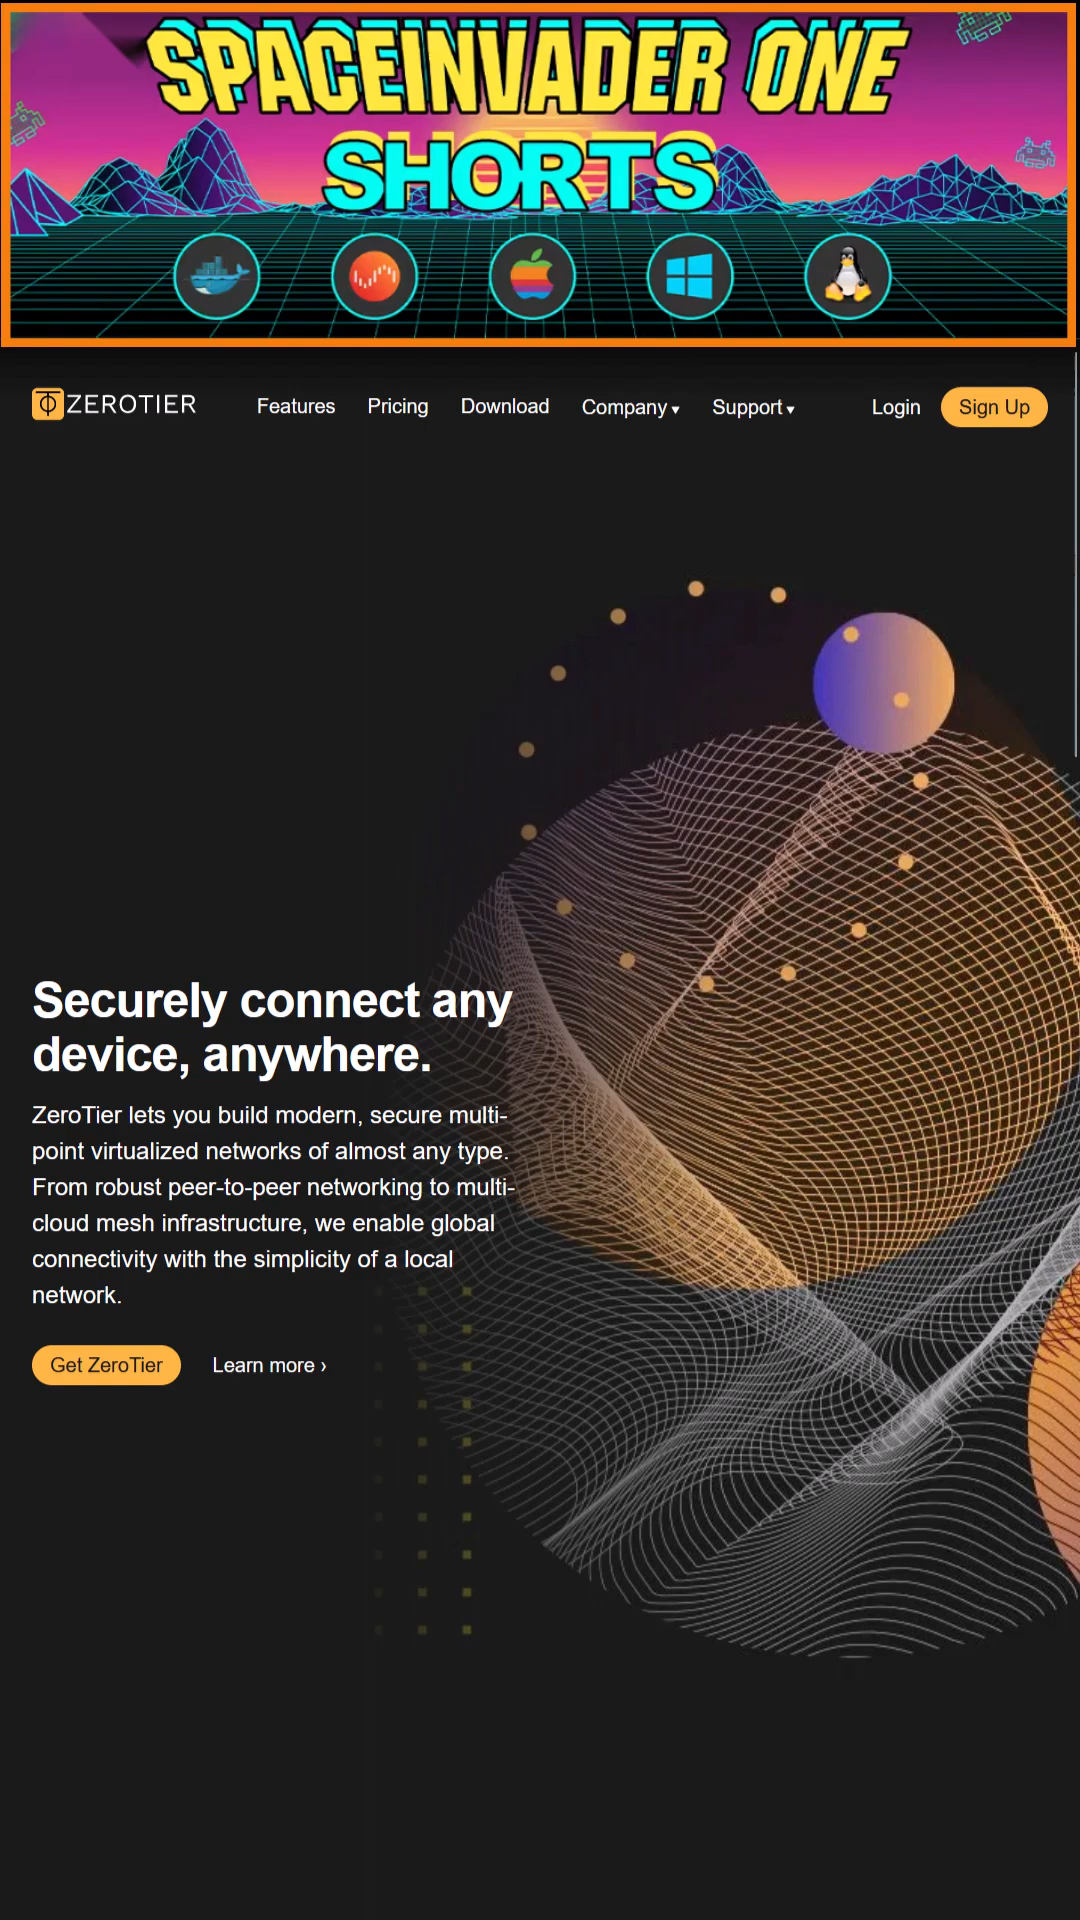 SPACEINVADER ONE
SHORTS
ZEROTIER
Features
Pricing
Download
Company ▾
Support ▾
Login
Sign Up
Securely connect any
device, anywhere.
ZeroTier lets you build modern, secure multi-
point virtualized networks of almost any type.
From robust peer-to-peer networking to multi-
cloud mesh infrastructure, we enable global
connectivity with the simplicity of a local
network.
Get ZeroTier
Learn more ›